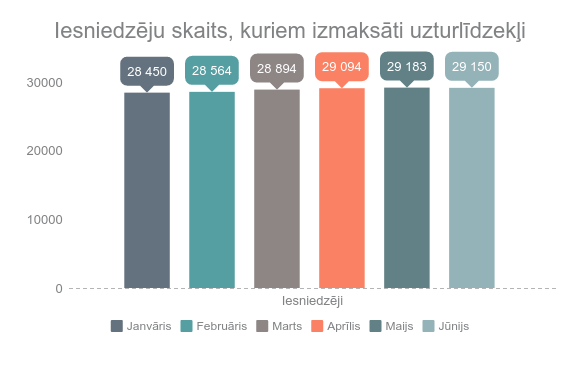 Iesniedzēju skaits, kuriem izmaksāti uzturlīdzekļi
28 450
28 564
28 894
29 094
29 183
29 150
30000
20000
10000
0
Iesniedzēji
Janvāris
Februāris
Marts
Aprīlis
Maijs
Jūnijs